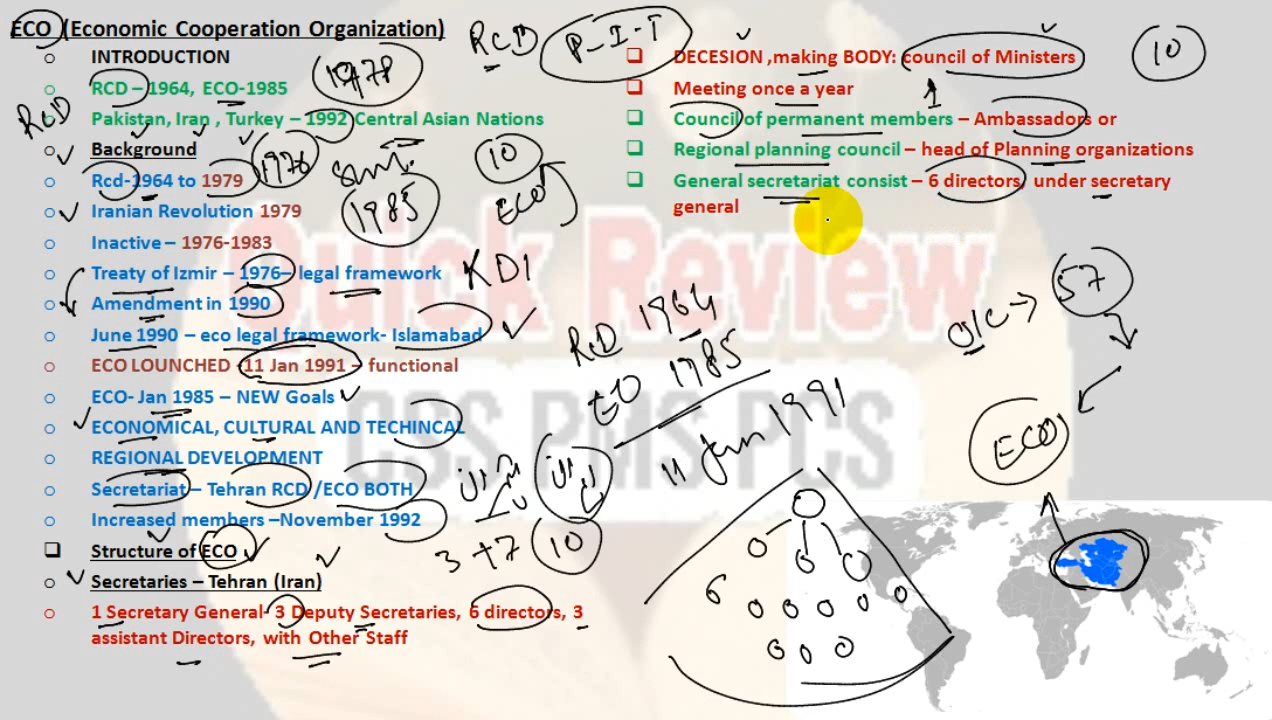 ECO (Economic Cooperation Organization)
INTRODUCTION
RCD – 1964, ECO-1985
Pakistan, Iran , Turkey – 1992 Central Asian Nations
Background
Rcd-1964 to 1979
Iranian Revolution 1979
Inactive – 1976-1983
Treaty of Izmir – 1976– legal framework
Amendment in 1990
June 1990 – eco legal framework- Islamabad
ECO LOUNCHED -11 Jan 1991 – functional
ECO- Jan 1985 – NEW Goals
ECONOMICAL, CULTURAL AND TECHINCAL
REGIONAL DEVELOPMENT
Secretariat – Tehran RCD /ECO BOTH
Increased members –November 1992
Structure of ECO
Secretaries – Tehran (Iran)
1 Secretary General- 3 Deputy Secretaries, 6 directors, 3
assistant Directors, with Other Staff
DECESION ,making BODY: council of Ministers
Meeting once a year
Council of permanent members – Ambassadors or
Regional planning council – head of Planning organizations
General secretariat consist – 6 directors, under secretary
general
RCD
P-I-T
10
RCD
1976
1985
10
ECO
RCD 1964
ECO 1985
11 Jan 1991
3+7 10
OIC → 57
ECO
Quick Review
CSS PMS PCS